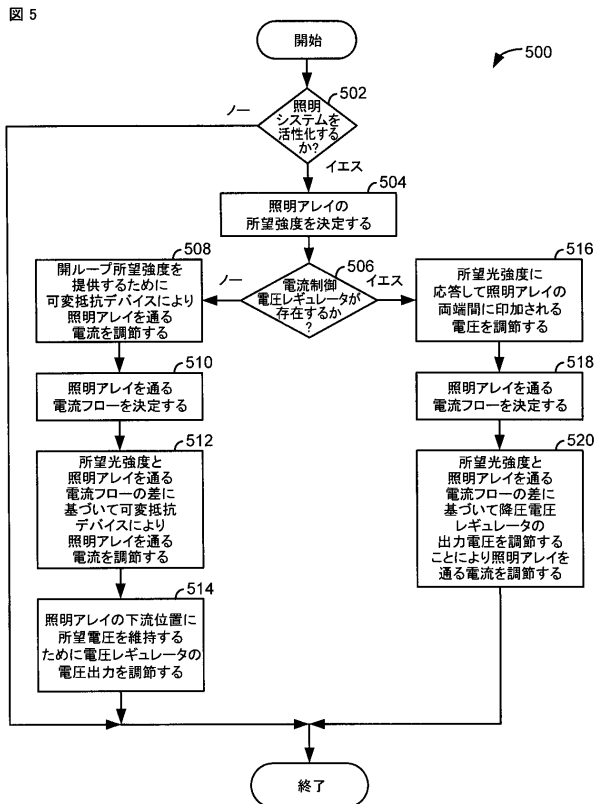 図 5
開始
500
502
照明
システムを
活性化する
か?
ノー
イエス
504
照明アレイの
所望強度を決定する
506
電流制御
電圧レギュレータが
存在するか
?
ノー
イエス
508
開ループ所望強度を
提供するために
可変抵抗デバイスにより
照明アレイを通る
電流を調節する
510
照明アレイを通る
電流フローを決定する
512
所望光強度と
照明アレイを通る
電流フローの差に
基づいて可変抵抗
デバイスにより
照明アレイを通る
電流を調節する
514
照明アレイの下流位置に
所望電圧を維持する
ために電圧レギュレータの
電圧出力を調節する
516
所望光強度に
応答して照明アレイの
両端間に印加される
電圧を調節する
518
照明アレイを通る
電流フローを決定する
520
所望光強度と
照明アレイを通る
電流フローの差に
基づいて降圧電圧
レギュレータの
出力電圧を調節する
ことにより照明アレイを
通る電流を調節する
終了